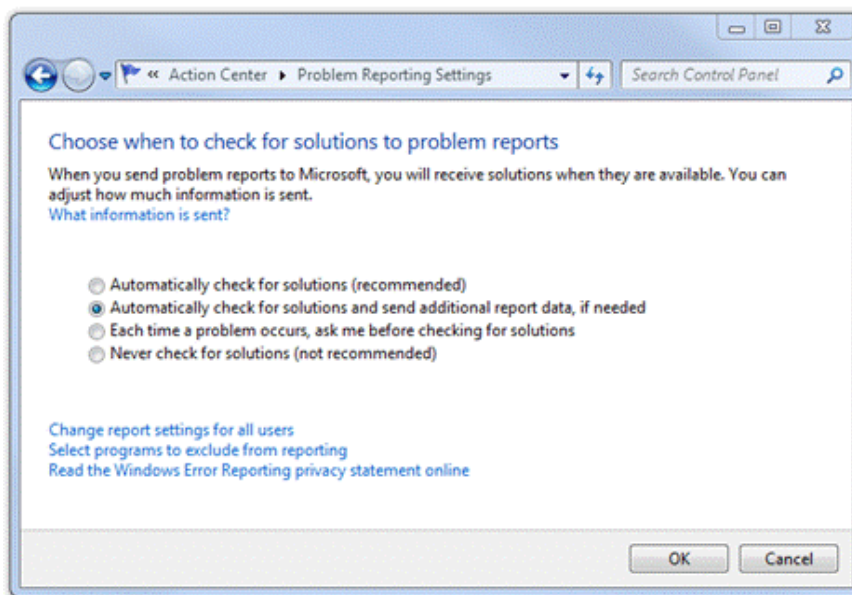 « Action Center ▸ Problem Reporting Settings
Search Control Panel
Choose when to check for solutions to problem reports
When you send problem reports to Microsoft, you will receive solutions when they are available. You can
adjust how much information is sent.
What information is sent?
Automatically check for solutions (recommended)
Automatically check for solutions and send additional report data, if needed
Each time a problem occurs, ask me before checking for solutions
Never check for solutions (not recommended)
Change report settings for all users
Select programs to exclude from reporting
Read the Windows Error Reporting privacy statement online
OK
Cancel